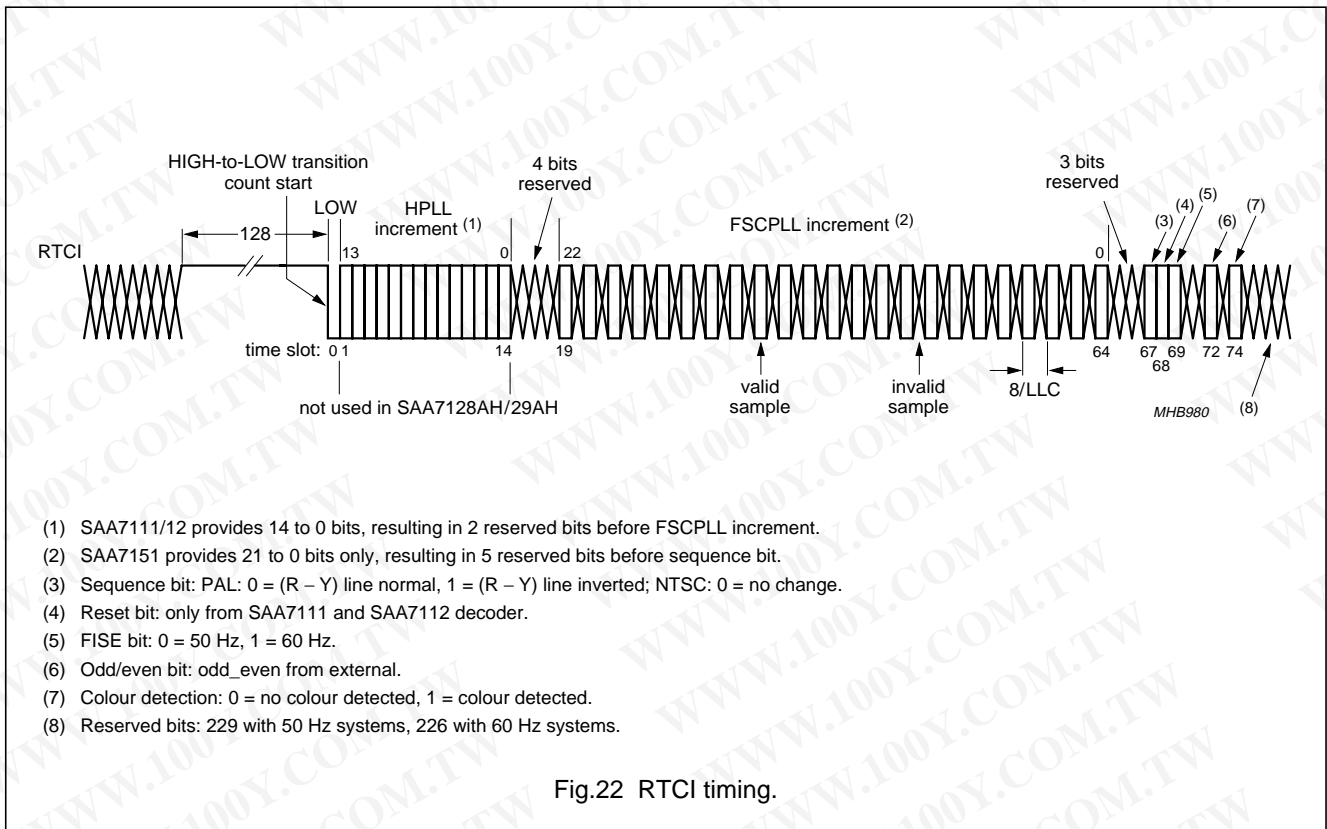 HIGH-to-LOW transition
count start
4 bits
reserved
3 bits
reserved
LOW
HPLL
increment (1)
FSCPLL increment (2)
(3)
(4)
(5)
(6)
(7)
RTCI
128
13
0
22
0
time slot:
0 1
14
19
64
67
68
69
72
74
not used in SAA7128AH/29AH
valid
sample
invalid
sample
8/LLC
MHB980
(8)
(1) SAA7111/12 provides 14 to 0 bits, resulting in 2 reserved bits before FSCPLL increment.
(2) SAA7151 provides 21 to 0 bits only, resulting in 5 reserved bits before sequence bit.
(3) Sequence bit: PAL: 0 = (R − Y) line normal, 1 = (R − Y) line inverted; NTSC: 0 = no change.
(4) Reset bit: only from SAA7111 and SAA7112 decoder.
(5) FISE bit: 0 = 50 Hz, 1 = 60 Hz.
(6) Odd/even bit: odd_even from external.
(7) Colour detection: 0 = no colour detected, 1 = colour detected.
(8) Reserved bits: 229 with 50 Hz systems, 226 with 60 Hz systems.
Fig.22 RTCI timing.
WWW.100Y.COM.TW